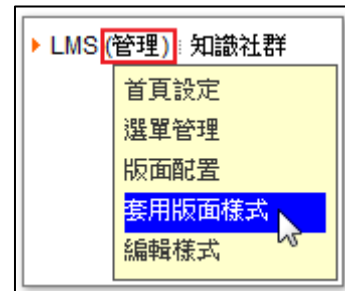 LMS (管理) 知識社群
首頁設定
選單管理
版面配置
套用版面樣式
編輯樣式